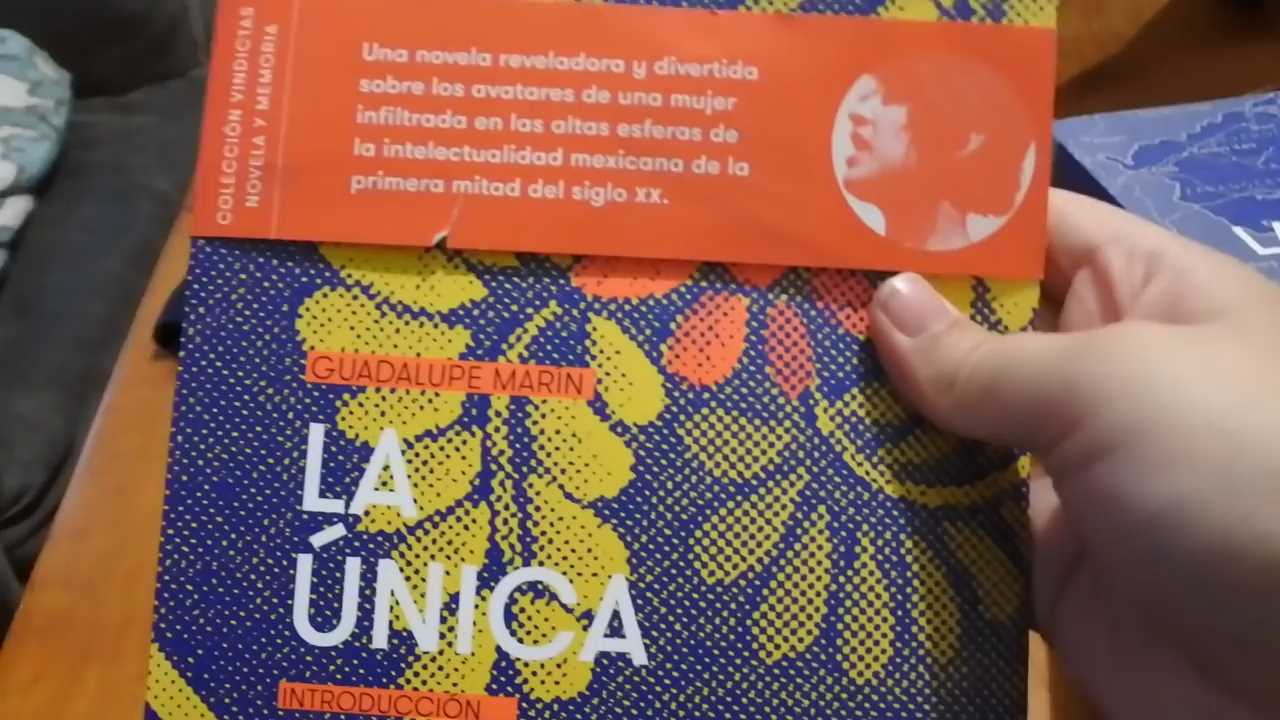 COLECCIÓN VINDICTAS
NOVELA Y MEMORIA
Una novela reveladora y divertida
sobre los avatares de una mujer
infiltrada en las altas esferas de
la intelectualidad mexicana de la
primera mitad del siglo XX.
GUADALUPE MARÍN
LA
ÚNICA
INTRODUCCIÓN